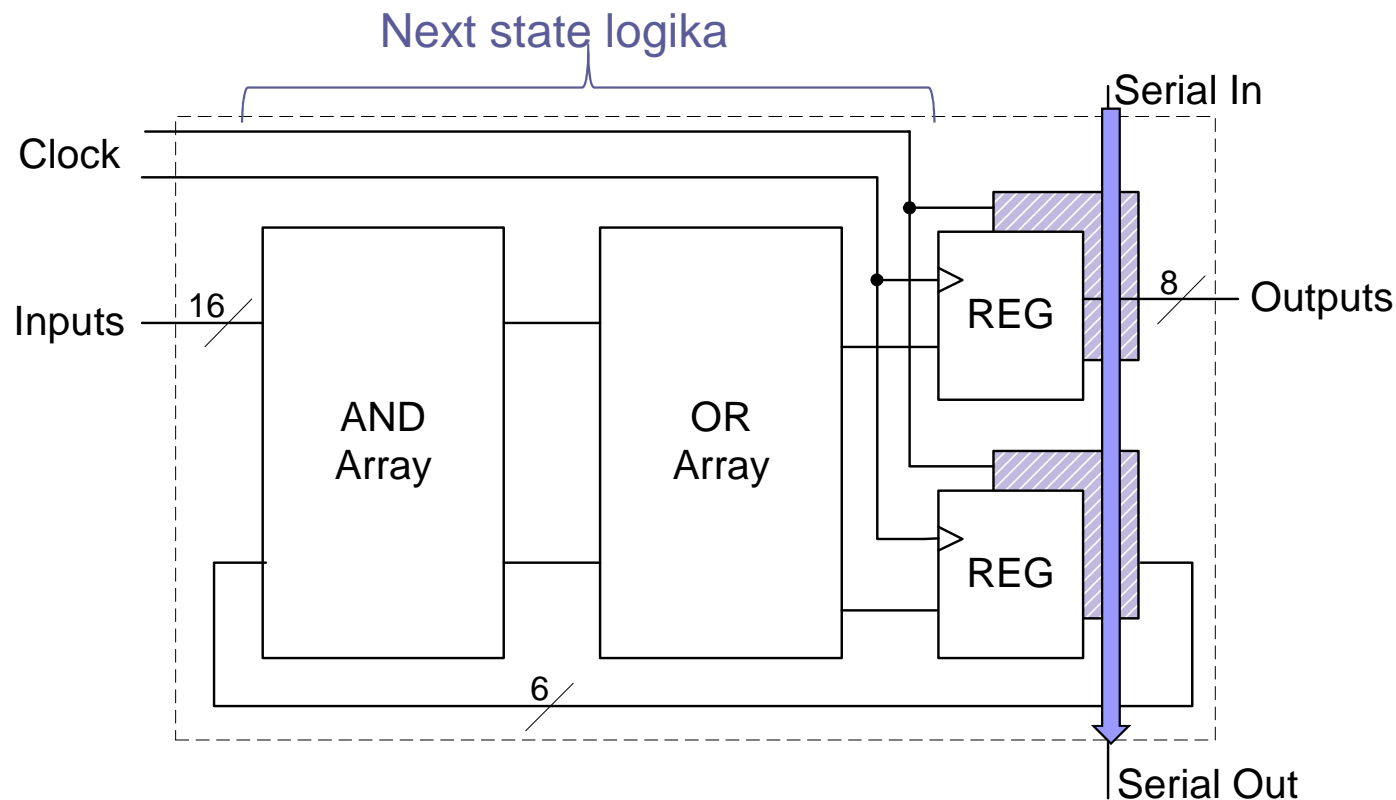 Next state logika
Serial In
Clock
Inputs
16
AND
Array
OR
Array
REG
8
Outputs
REG
6
Serial Out